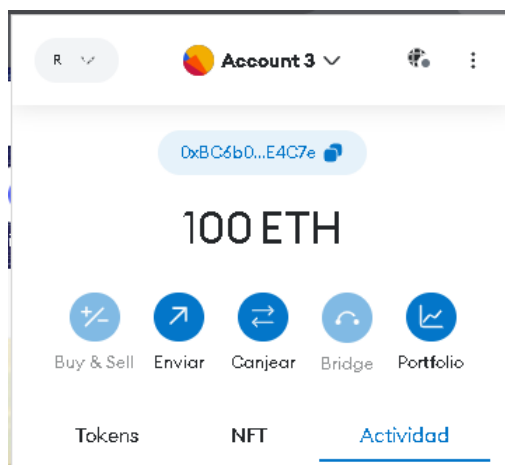 R
Account 3
0xBC6b0...E4C7e
100 ETH
Buy & Sell Enviar Canjear Bridge Portfolio
Tokens NFT Actividad